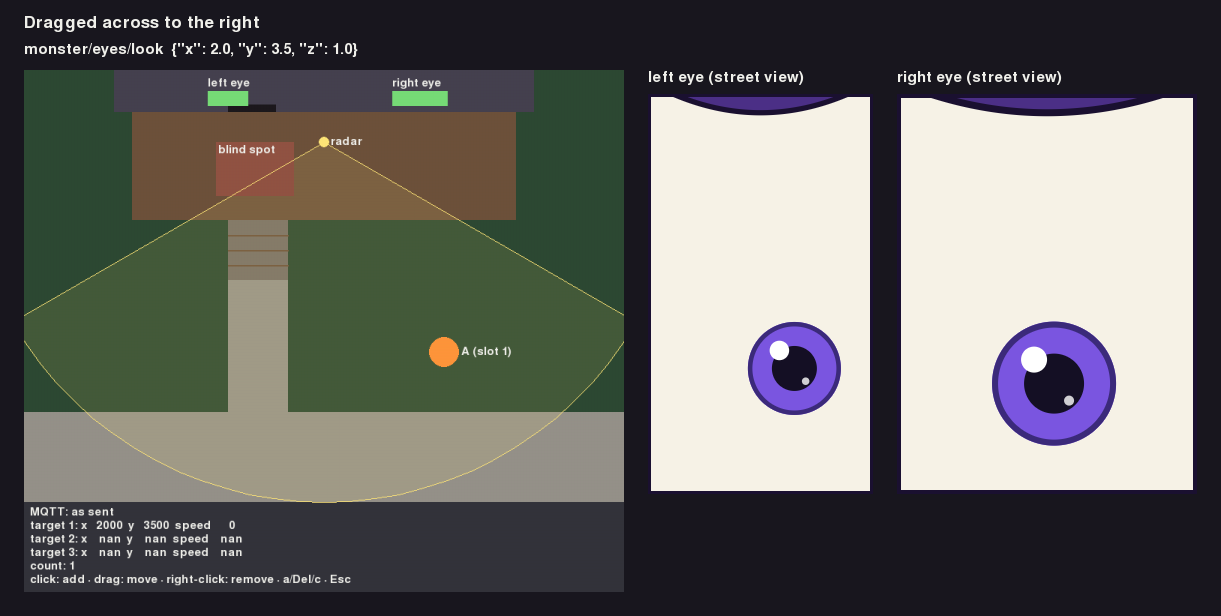 Dragged across to the right
monster/eyes/look {"x": 2.0, "y": 3.5, "z": 1.0}
left eye
right eye
left eye (street view)
right eye (street view)
radar
blind spot
A (slot 1)
MQTT: as sent
target 1: x 2000 y 3500 speed 0
target 2: x nan y nan speed nan
target 3: x nan y nan speed nan
count: 1
click: add · drag: move · right-click: remove · a/Del/c · Esc